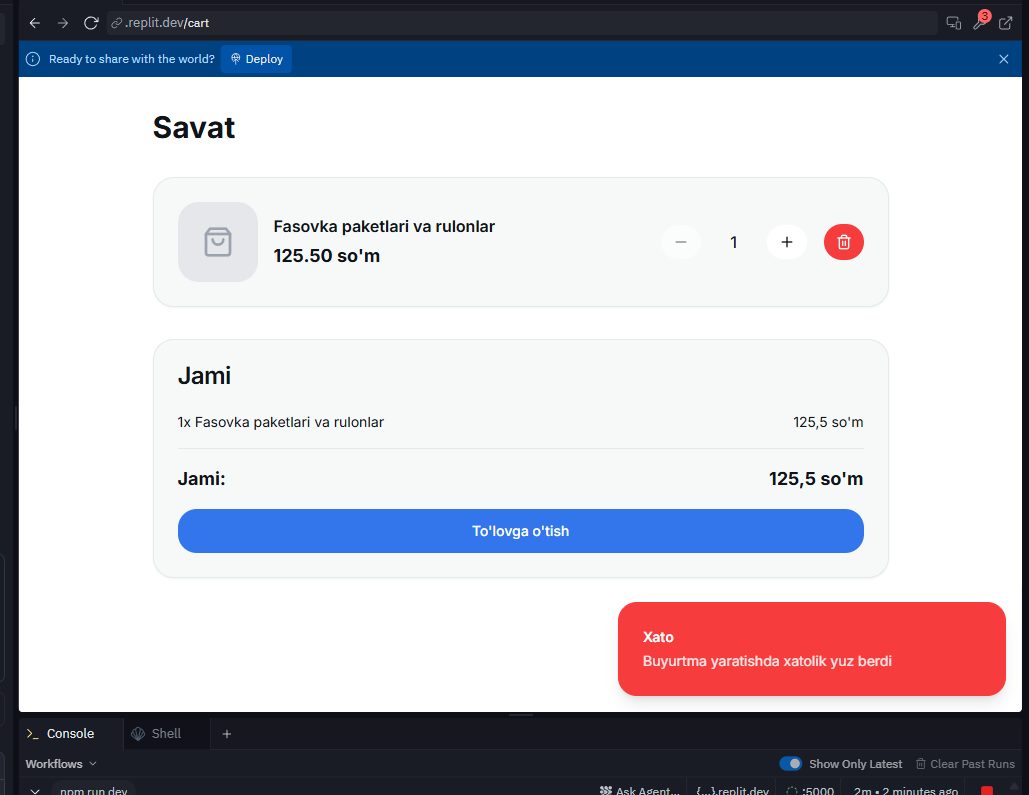 .replit.dev/cart
3
Ready to share with the world? Deploy
Savat
Fasovka paketlari va rulonlar
125.50 so'm
1
Jami
1x Fasovka paketlari va rulonlar 125,5 so'm
Jami: 125,5 so'm
To'lovga o'tish
Xato
Buyurtma yaratishda xatolik yuz berdi
Console Shell
Workflows Show Only Latest Clear Past Runs
npm run dev Ask Agent... {...}.replit.dev :5000 2m • 2 minutes ago